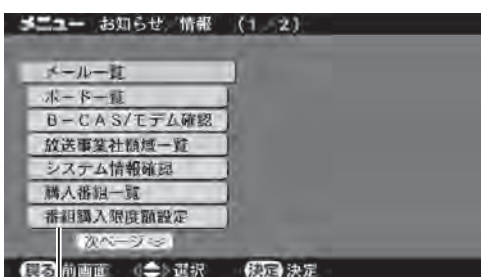 メニュー お知らせ/情報 (1/2)
メール一覧
ボード一覧
B-CAS/モデム確認
放送事業社領域一覧
システム情報確認
購入番組一覧
番組購入限度額設定
次ページ
戻る 前画面 選択 決定 決定